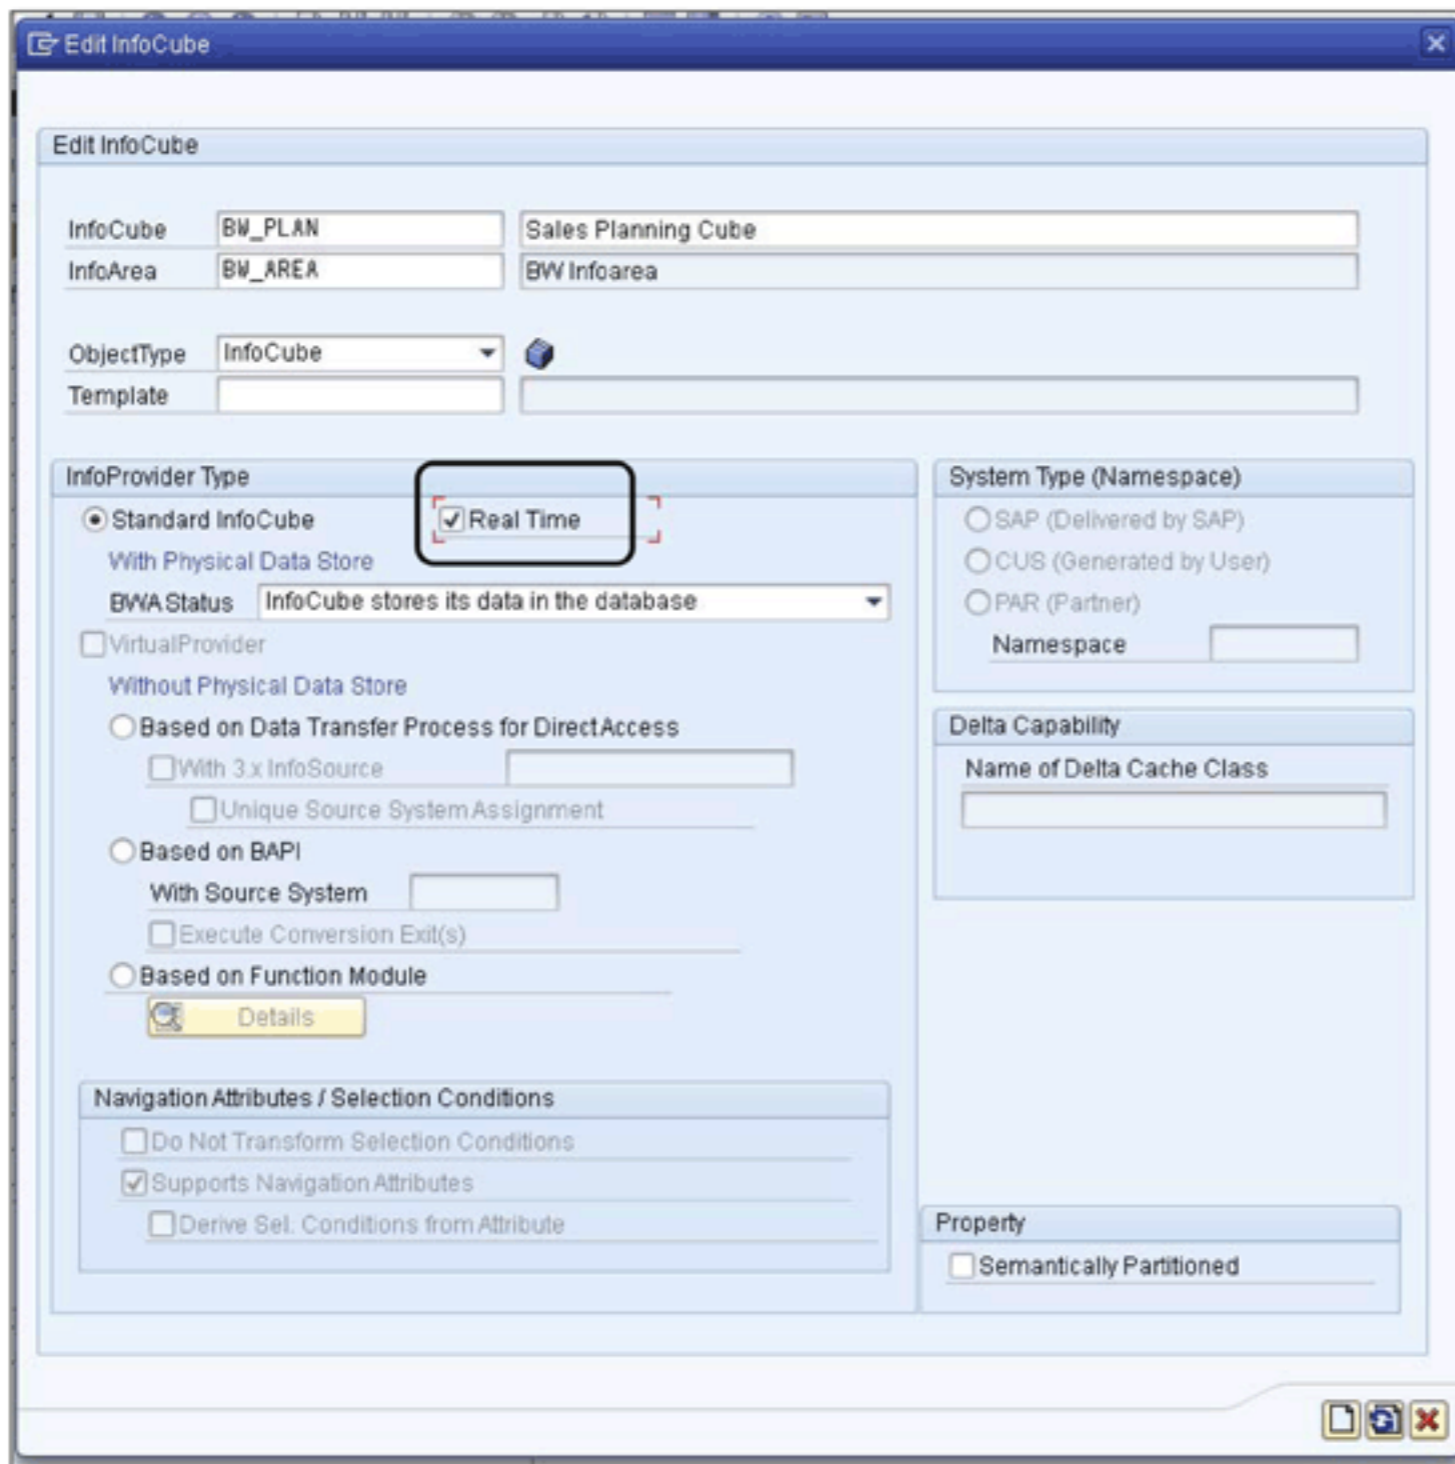 Edit InfoCube
Edit InfoCube
InfoCube BW_PLAN Sales Planning Cube
InfoArea BW_AREA BW Infoarea
ObjectType InfoCube
Template
InfoProvider Type
Standard InfoCube Real Time
With Physical Data Store
BWA Status InfoCube stores its data in the database
VirtualProvider
Without Physical Data Store
Based on Data Transfer Process for Direct Access
With 3.x InfoSource
Unique Source System Assignment
Based on BAPI
With Source System
Execute Conversion Exit(s)
Based on Function Module
Details
Navigation Attributes / Selection Conditions
Do Not Transform Selection Conditions
Supports Navigation Attributes
Derive Sel. Conditions from Attribute
System Type (Namespace)
SAP (Delivered by SAP)
CUS (Generated by User)
PAR (Partner)
Namespace
Delta Capability
Name of Delta Cache Class
Property
Semantically Partitioned